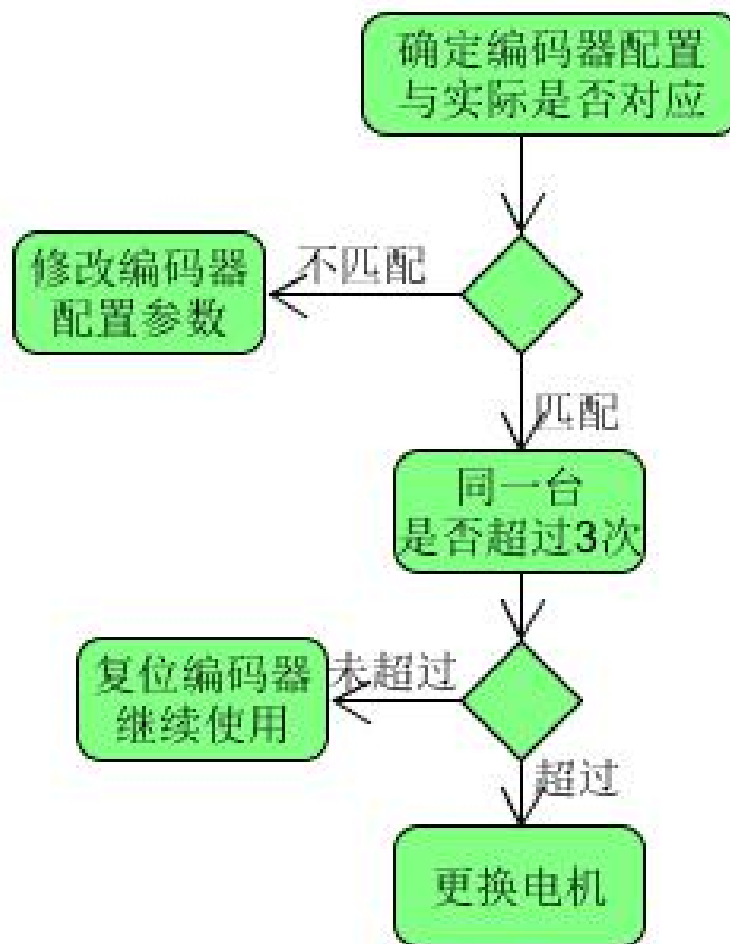 确定编码器配置
与实际是否对应
不匹配
修改编码器
配置参数
匹配
同一台
是否超过3次
未超过
复位编码器
继续使用
超过
更换电机